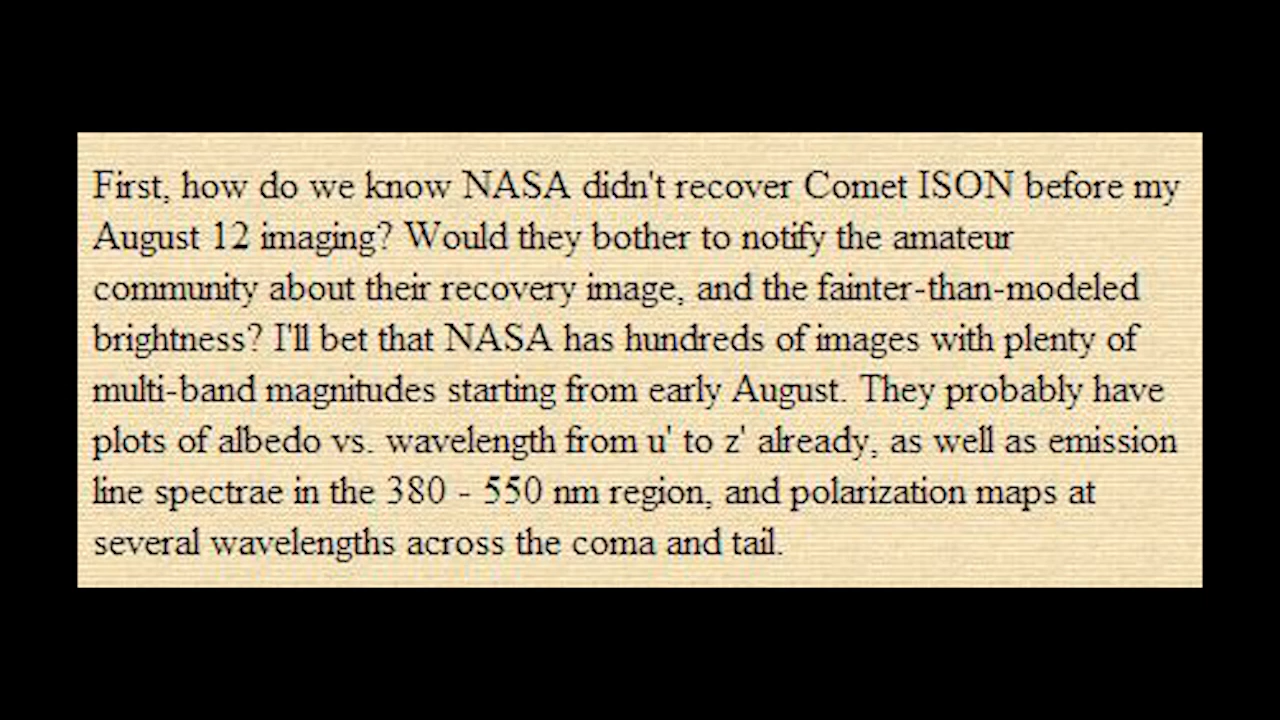 First, how do we know NASA didn't recover Comet ISON before my
August 12 imaging? Would they bother to notify the amateur
community about their recovery image, and the fainter-than-modeled
brightness? I'll bet that NASA has hundreds of images with plenty of
multi-band magnitudes starting from early August. They probably have
plots of albedo vs. wavelength from u' to z' already, as well as emission
line spectrae in the 380 - 550 nm region, and polarization maps at
several wavelengths across the coma and tail.